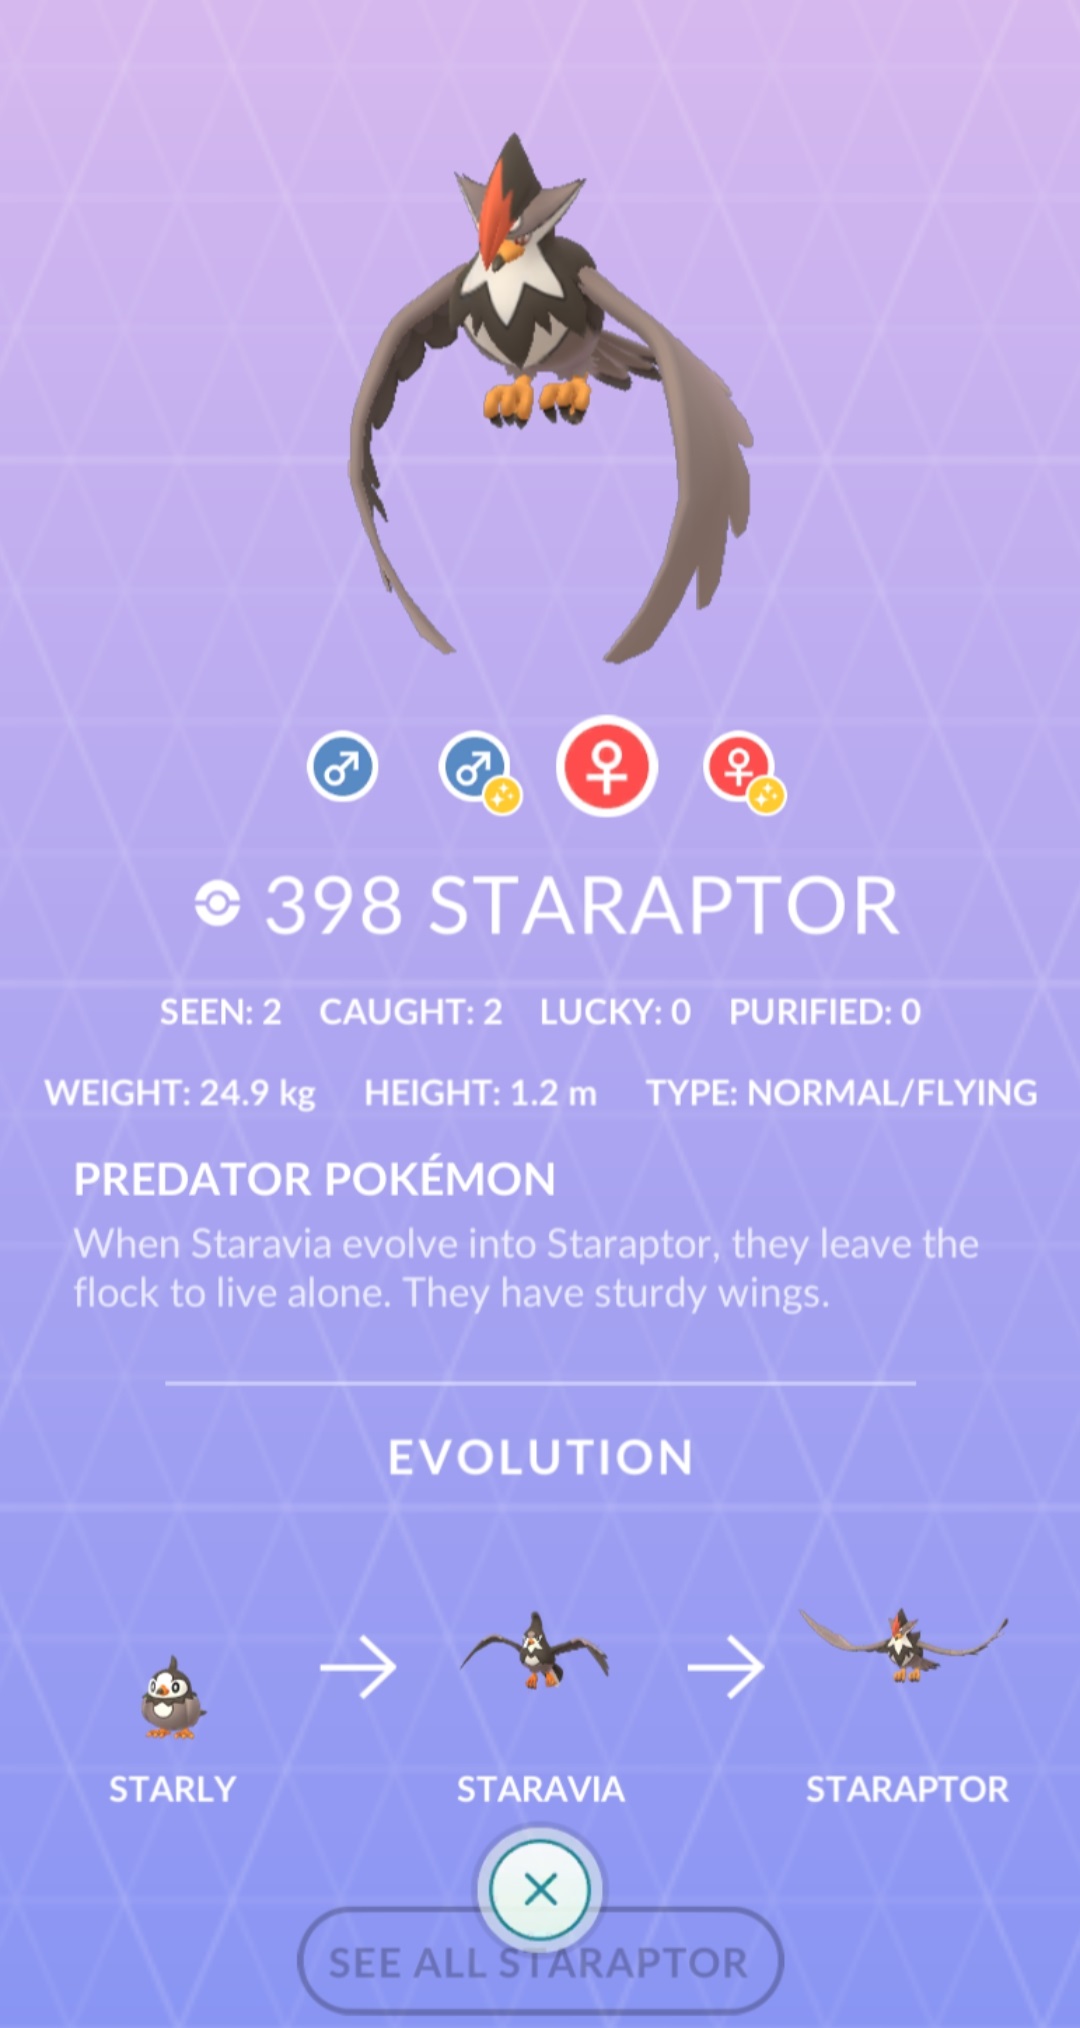 398 STARAPTOR
SEEN: 2 CAUGHT: 2 LUCKY: 0 PURIFIED: 0
WEIGHT: 24.9 kg HEIGHT: 1.2 m TYPE: NORMAL/FLYING
PREDATOR POKÉMON
When Staravia evolve into Staraptor, they leave the
flock to live alone. They have sturdy wings.
EVOLUTION
STARLY STARAVIA STARAPTOR
SEE ALL STARAPTOR